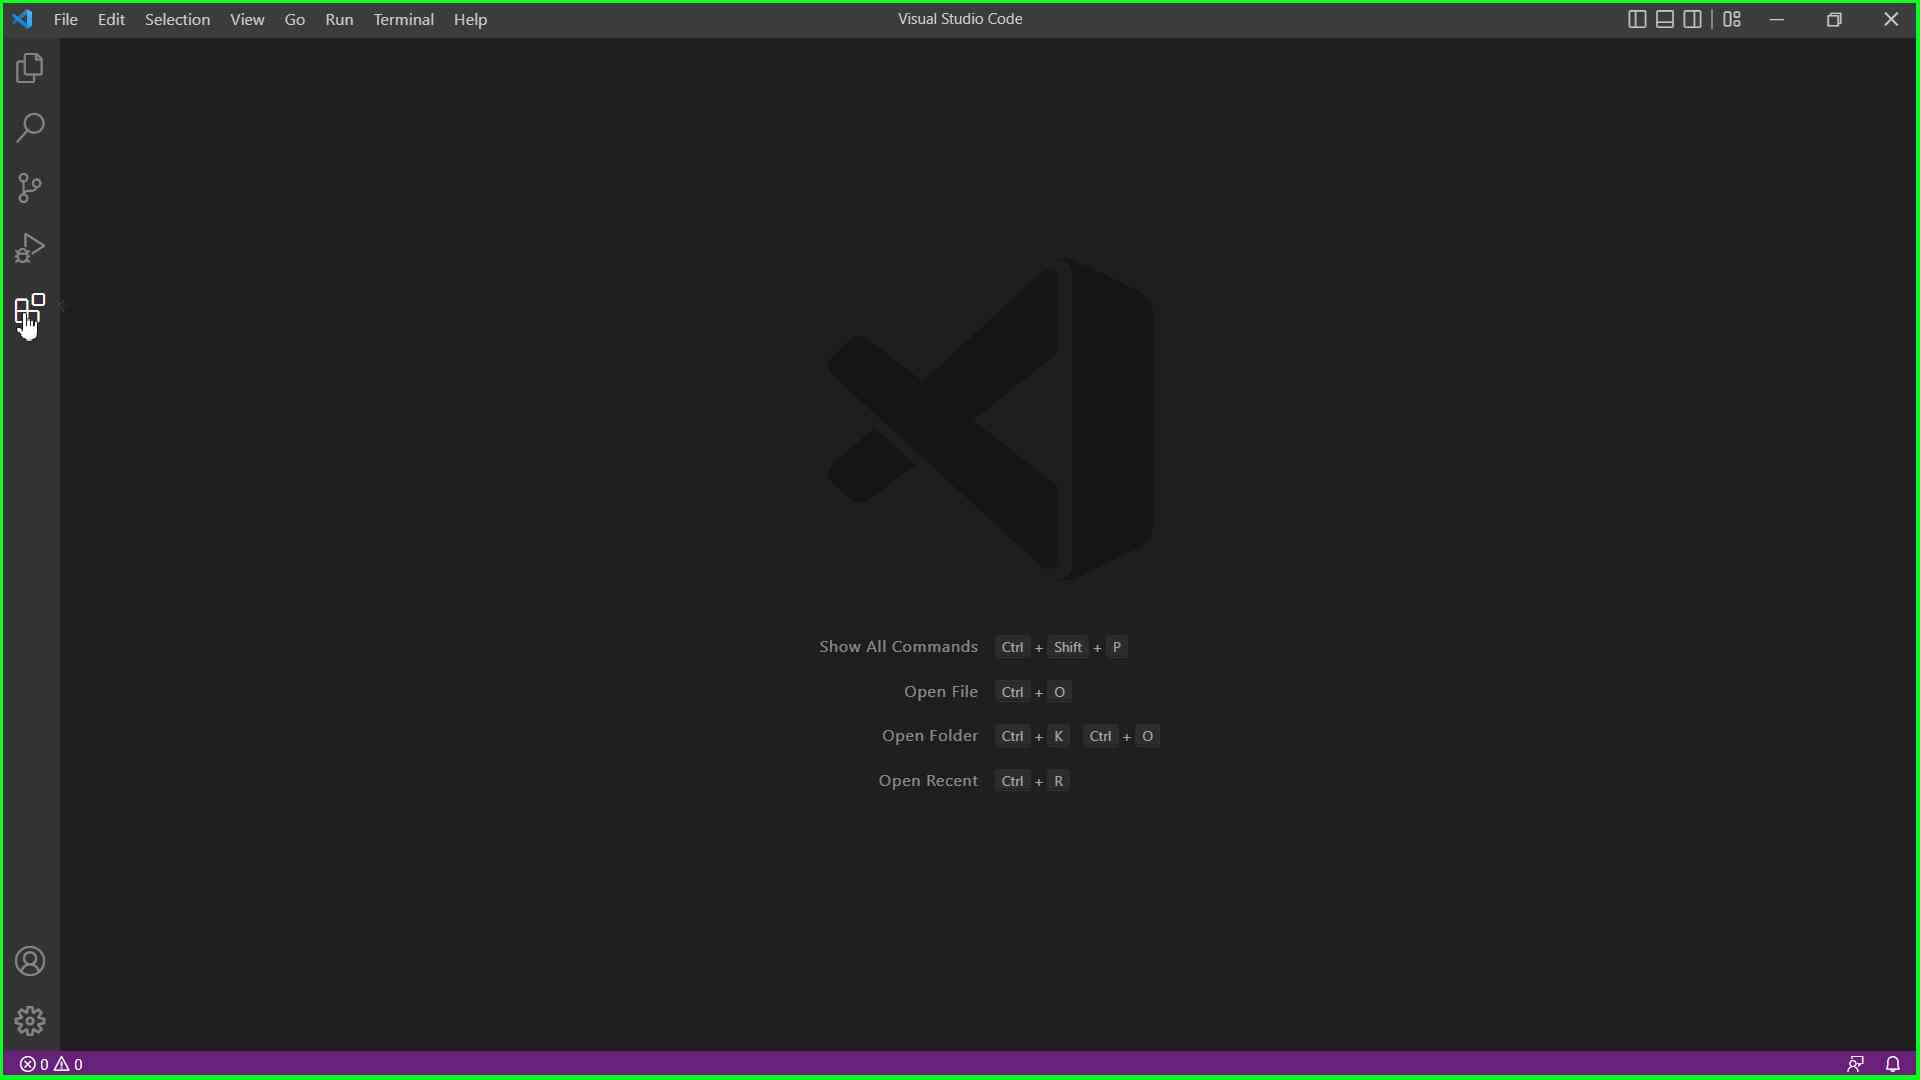 File Edit Selection View Go Run Terminal Help Visual Studio Code
Show All Commands Ctrl + Shift + P
Open File Ctrl + O
Open Folder Ctrl + K Ctrl + O
Open Recent Ctrl + R
0 0